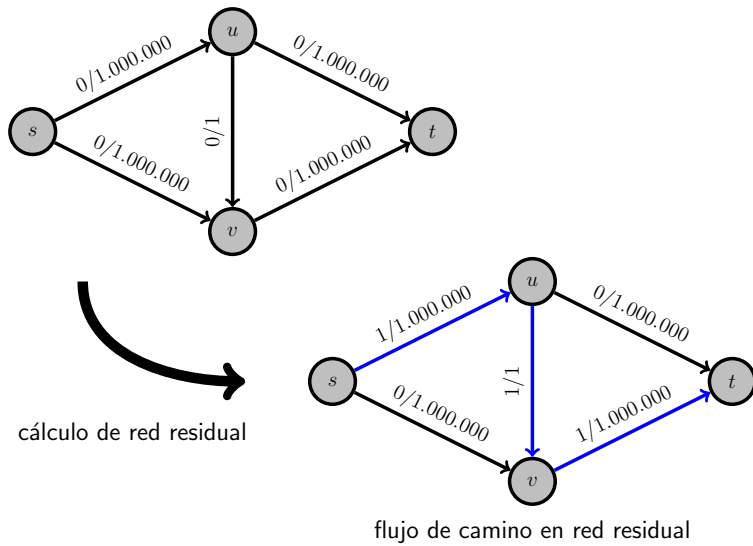 u
0/1.000.000
0/1.000.000
s
0/1
t
0/1.000.000
0/1.000.000
v
cálculo de red residual
u
1/1.000.000
0/1.000.000
s
1/1
t
0/1.000.000
1/1.000.000
v
flujo de camino en red residual